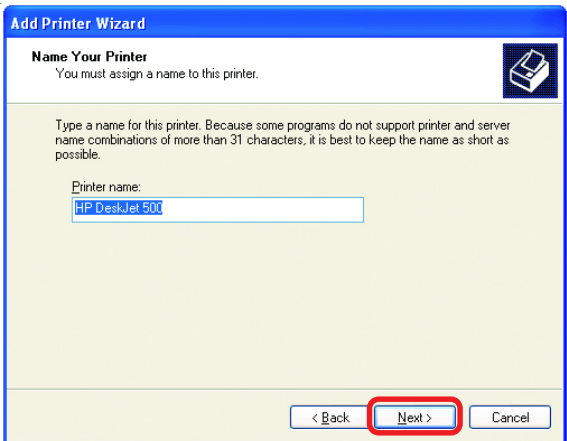 Add Printer Wizard
Name Your Printer
You must assign a name to this printer.
Type a name for this printer. Because some programs do not support printer and server
name combinations of more than 31 characters, it is best to keep the name as short as
possible.
Printer name:
HP DeskJet 500
< Back
Next >
Cancel